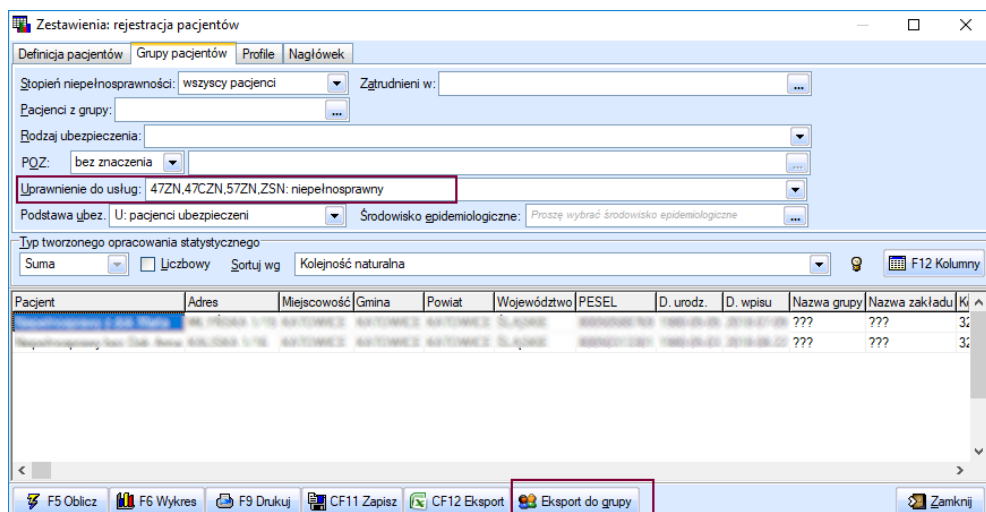 Zestawienia: rejestracja pacjentów
Definicja pacjentów Grupy pacjentów Profile Nagłówek
Stopień niepełnosprawności: wszyscy pacjenci Zatrudnieni w: ...
Pacjenci z grupy: ...
Rodzaj ubezpieczenia:
POZ: bez znaczenia ...
Uprawnienie do usług: 47ZN,47CZN,57ZN,ZSN: niepełnosprawny
Podstawa ubez. U: pacjenci ubezpieczeni Środowisko epidemiologiczne: Proszę wybrać środowisko epidemiologiczne ...
Typ tworzonego opracowania statystycznego
Suma Liczbowy Sortuj wg Kolejność naturalna F12 Kolumny
Pacjent Adres Miejscowość Gmina Powiat Województwo PESEL D. urodz. D. wpisu Nazwa grupy Nazwa zakładu
??? ??? 32
??? ??? 32
F5 Oblicz F6 Wykres F9 Drukuj CF11 Zapisz CF12 Eksport Eksport do grupy Zamknij